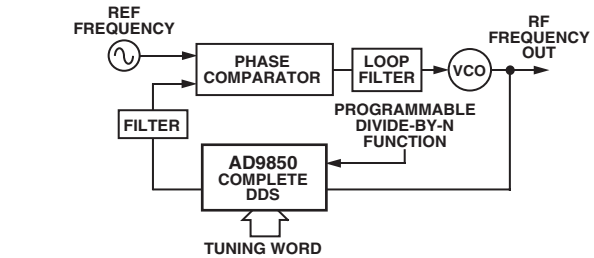 REF
FREQUENCY
PHASE
COMPARATOR
LOOP
FILTER
VCO
RF
FREQUENCY
OUT
FILTER
PROGRAMMABLE
DIVIDE-BY-N
FUNCTION
AD9850
COMPLETE
DDS
TUNING WORD